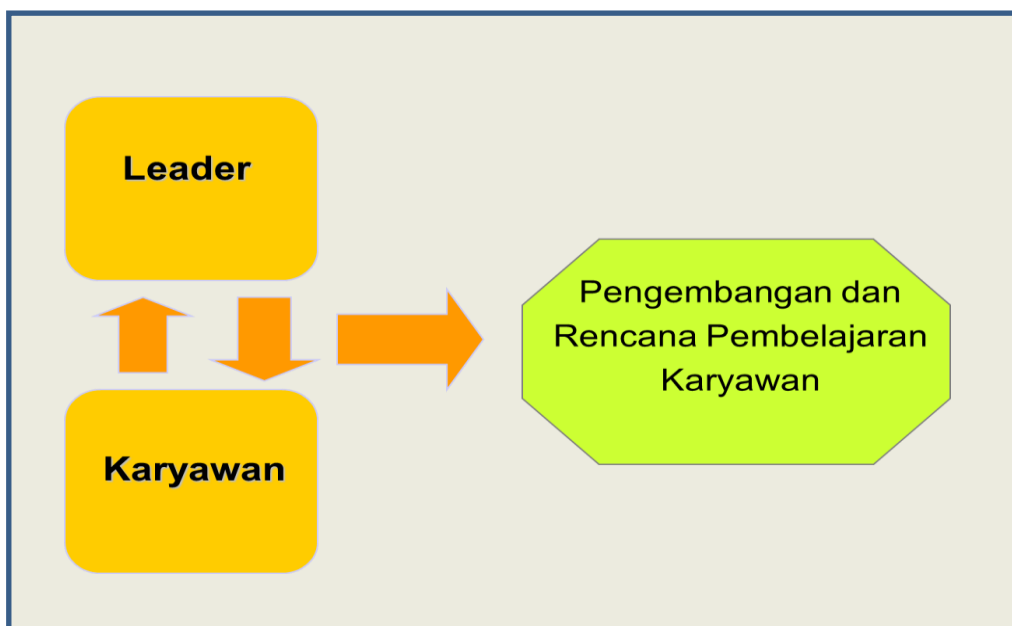 Leader
Karyawan
Pengembangan dan
Rencana Pembelajaran
Karyawan